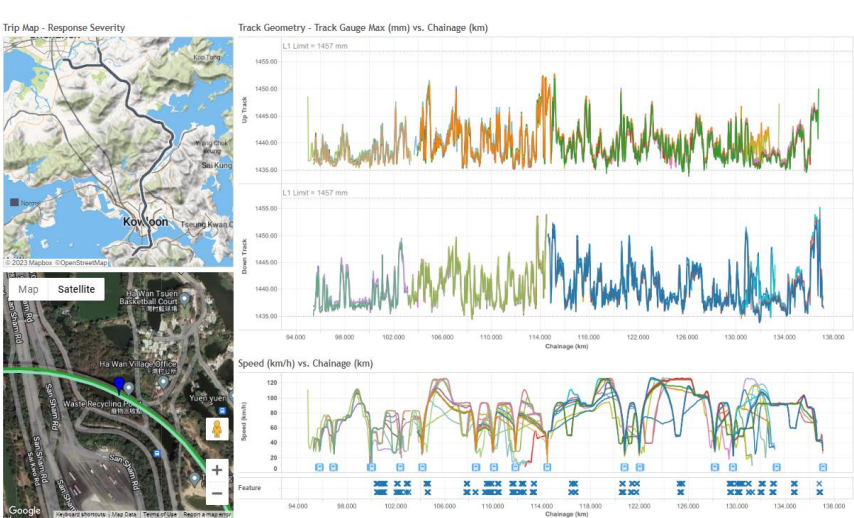 Trip Map - Response Severity
Kop Tong
Sai Kung
Kowloon
Tseung Kwan O
© 2023 Mapbox ©OpenStreetMap
Map
Satellite
Ha Wan Tsuen
Basketball Court
Ha Wan Village Office
Waste Recycling Point
San Sham Rd
San Sham Rd
San Sham Rd
Google
Keyboard shortcuts
Map Data
Terms of Use
Report a map error
Track Geometry - Track Gauge Max (mm) vs. Chainage (km)
L1 Limit = 1457 mm
Up Track
1455.00
1450.00
1445.00
1440.00
1435.00
L1 Limit = 1457 mm
Down Track
1455.00
1450.00
1445.00
1440.00
1435.00
94.000 98.000 102.000 106.000 110.000 114.000 118.000 122.000 126.000 130.000 134.000 138.000
Chainage (km)
Speed (km/h) vs. Chainage (km)
Speed (km/h)
120
100
80
60
40
20
0
Feature
94.000 98.000 102.000 106.000 110.000 114.000 118.000 122.000 126.000 130.000 134.000 138.000
Chainage (km)